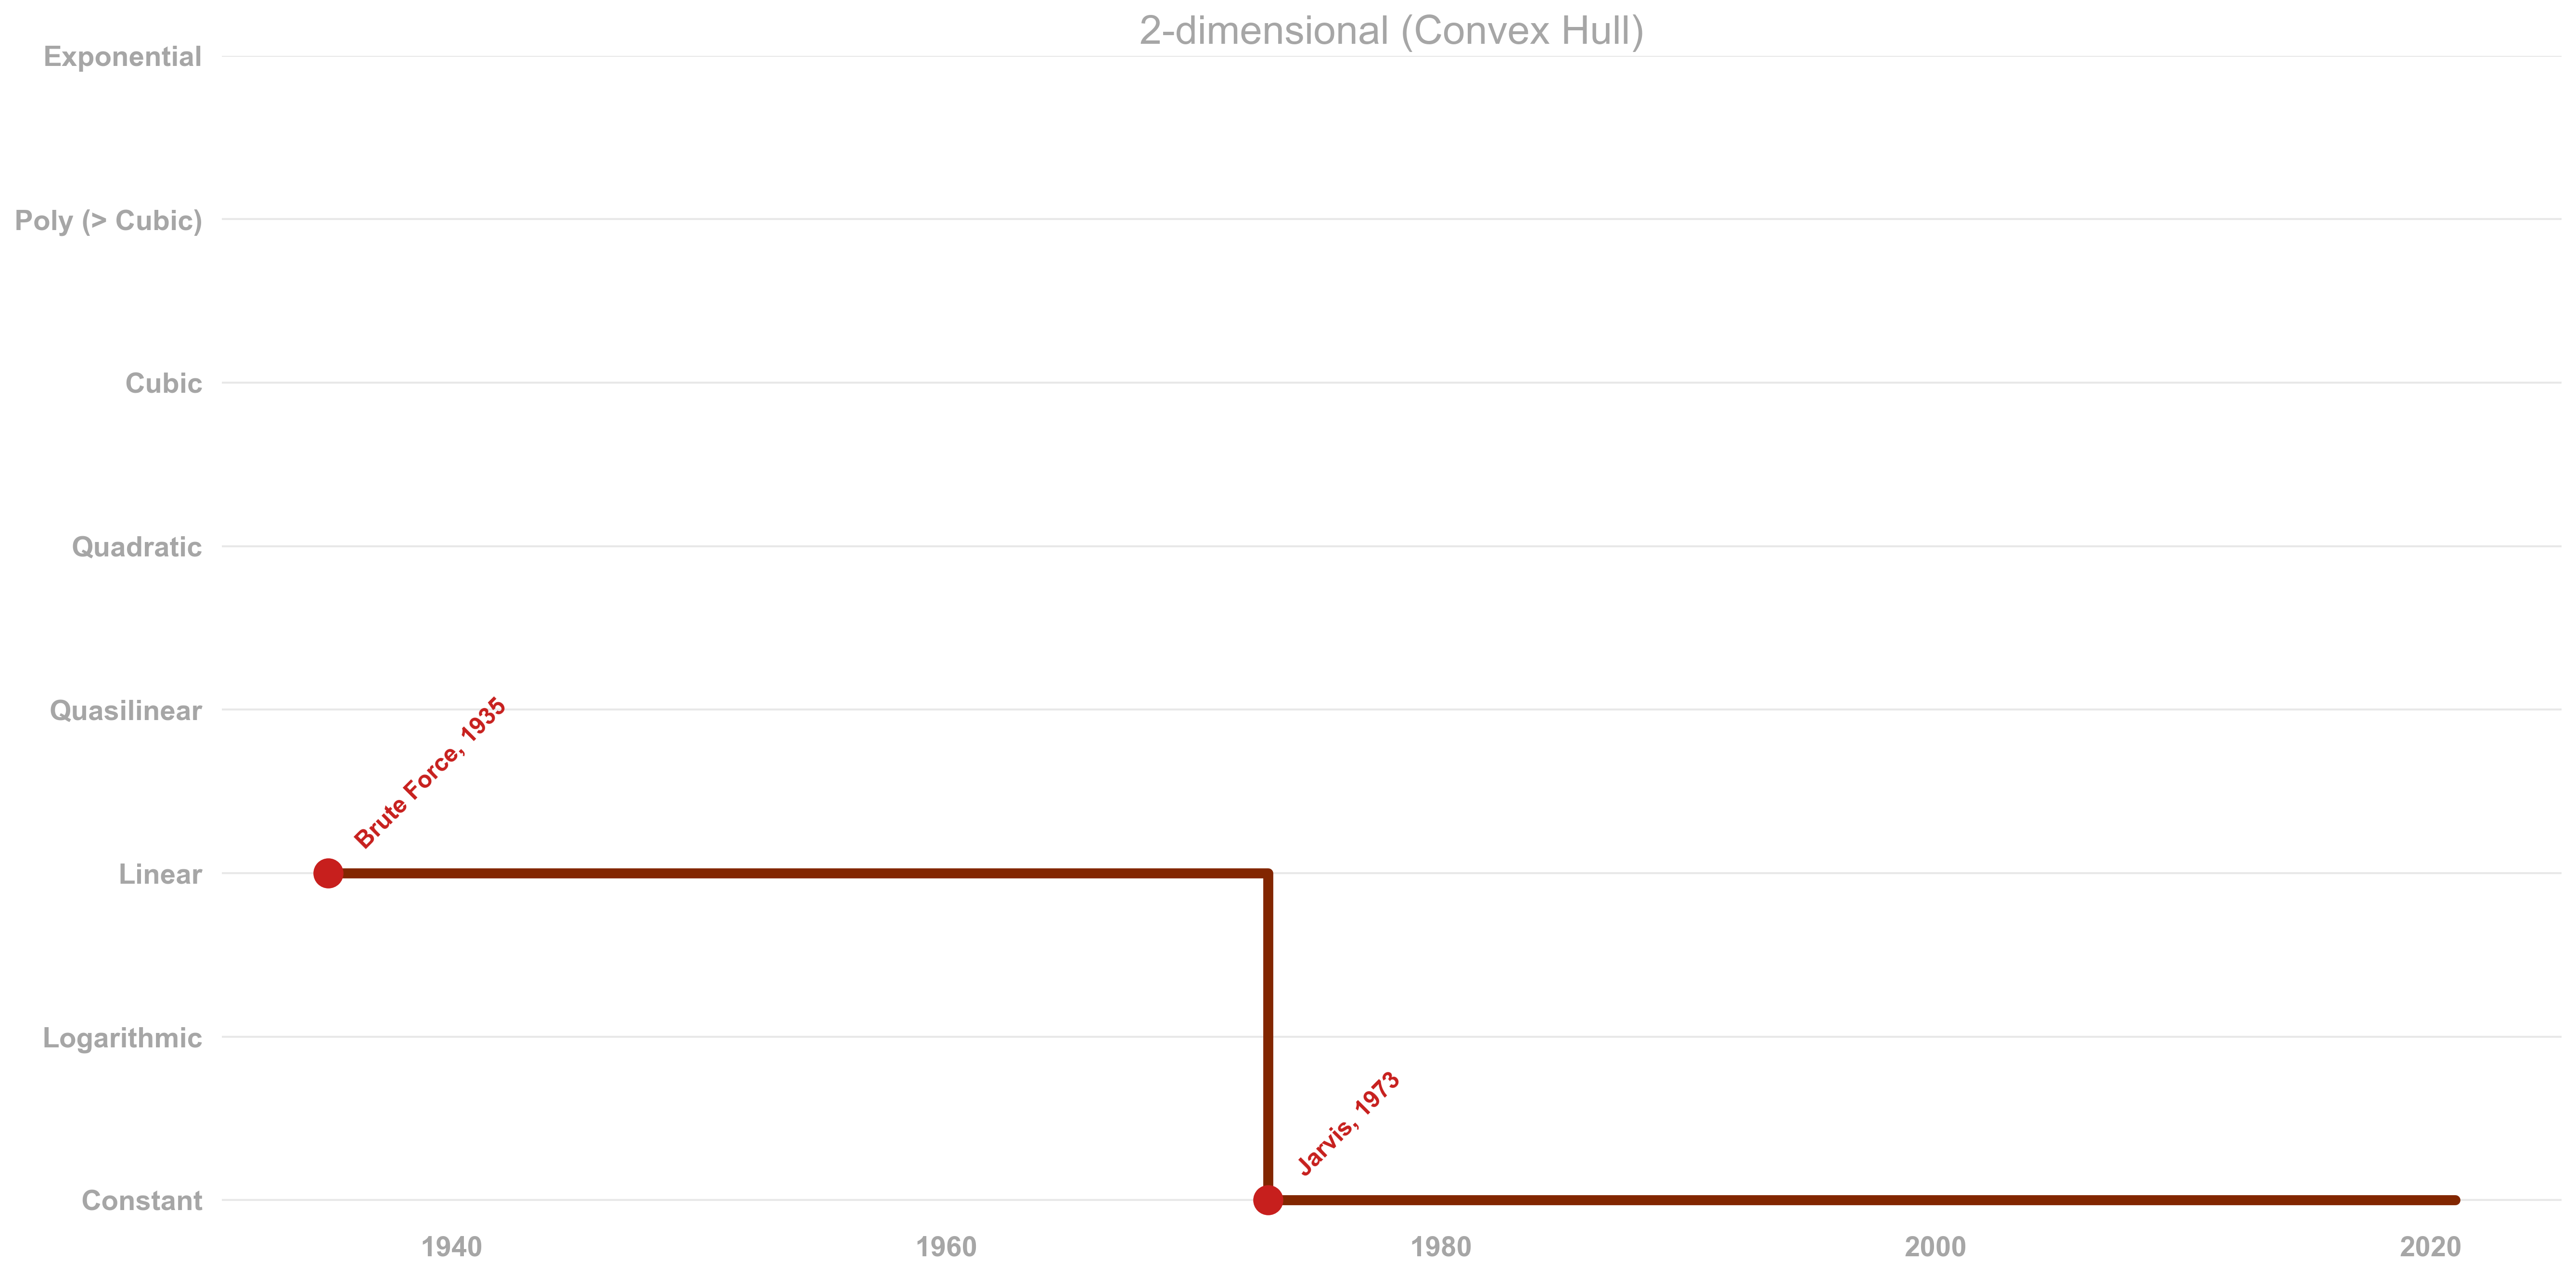 2-dimensional (Convex Hull)
Exponential
Poly (> Cubic)
Cubic
Quadratic
Quasilinear
Brute Force, 1935
Linear
Logarithmic
Jarvis, 1973
Constant
1940 1960 1980 2000 2020